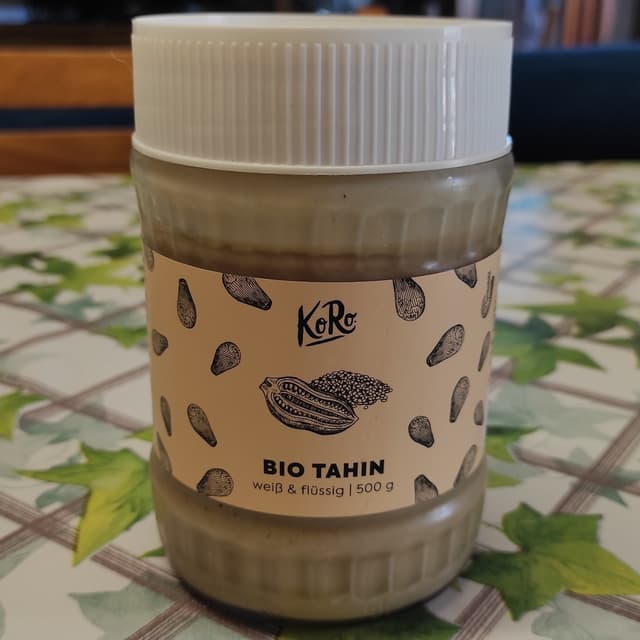 KoRo
BIO TAHIN
weiß & flüssig | 500 g